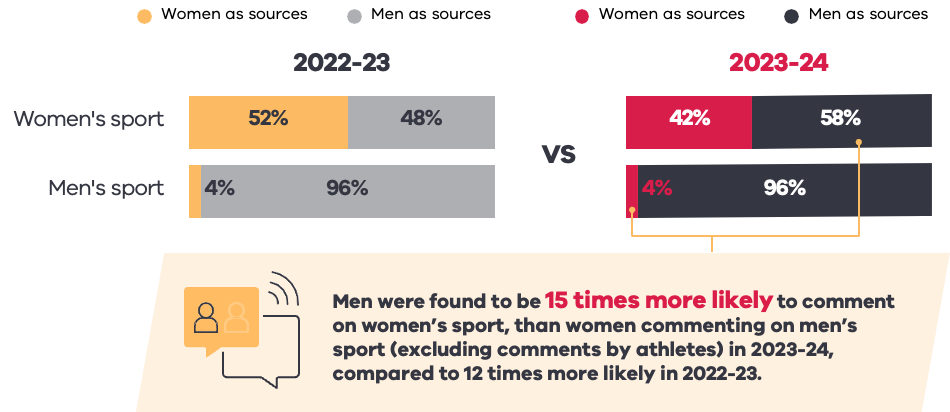 Women as sources Men as sources Women as sources Men as sources
2022-23 2023-24
Women's sport 52% 48% 42% 58%
VS
Men's sport 4% 96% 4% 96%
Men were found to be 15 times more likely to comment
on women’s sport, than women commenting on men’s
sport (excluding comments by athletes) in 2023-24,
compared to 12 times more likely in 2022-23.